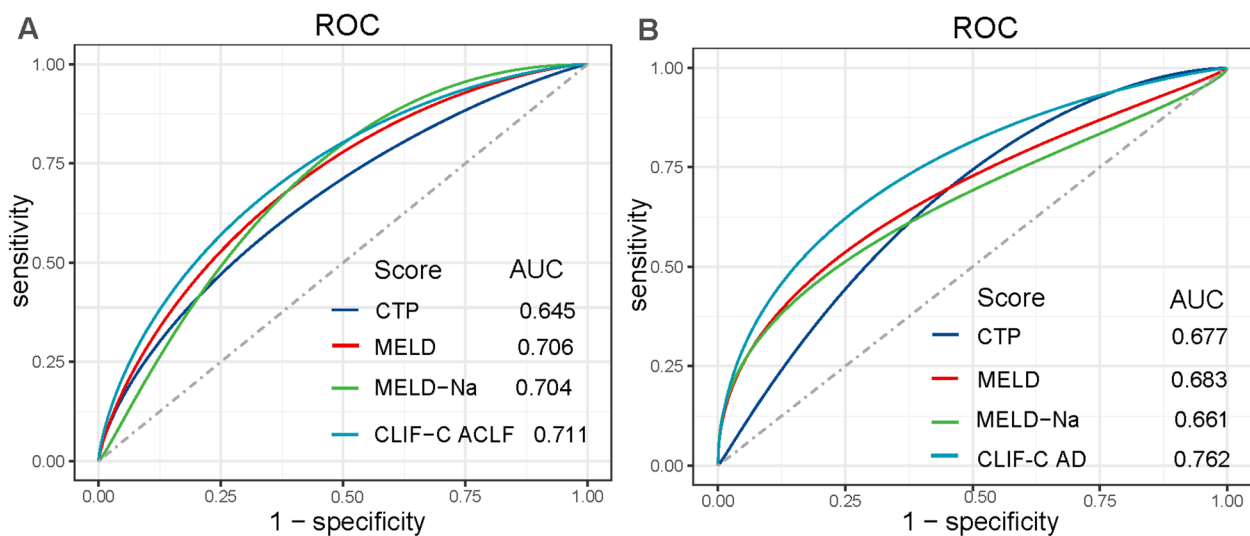 A
ROC
1.00
0.75
0.50
0.25
0.00
sensitivity
Score AUC
CTP 0.645
MELD 0.706
MELD-Na 0.704
CLIF-C ACLF 0.711
0.00 0.25 0.50 0.75 1.00
1 - specificity
B
ROC
1.00
0.75
0.50
0.25
0.00
sensitivity
Score AUC
CTP 0.677
MELD 0.683
MELD-Na 0.661
CLIF-C AD 0.762
0.00 0.25 0.50 0.75 1.00
1 - specificity